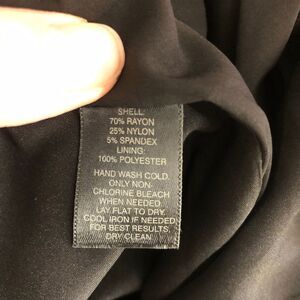 SHELL:
70% RAYON
25% NYLON
5% SPANDEX
LINING:
100% POLYESTER
HAND WASH COLD.
ONLY NON-
CHLORINE BLEACH
WHEN NEEDED.
LAY FLAT TO DRY.
COOL IRON IF NEEDED.
FOR BEST RESULTS,
DRY CLEAN